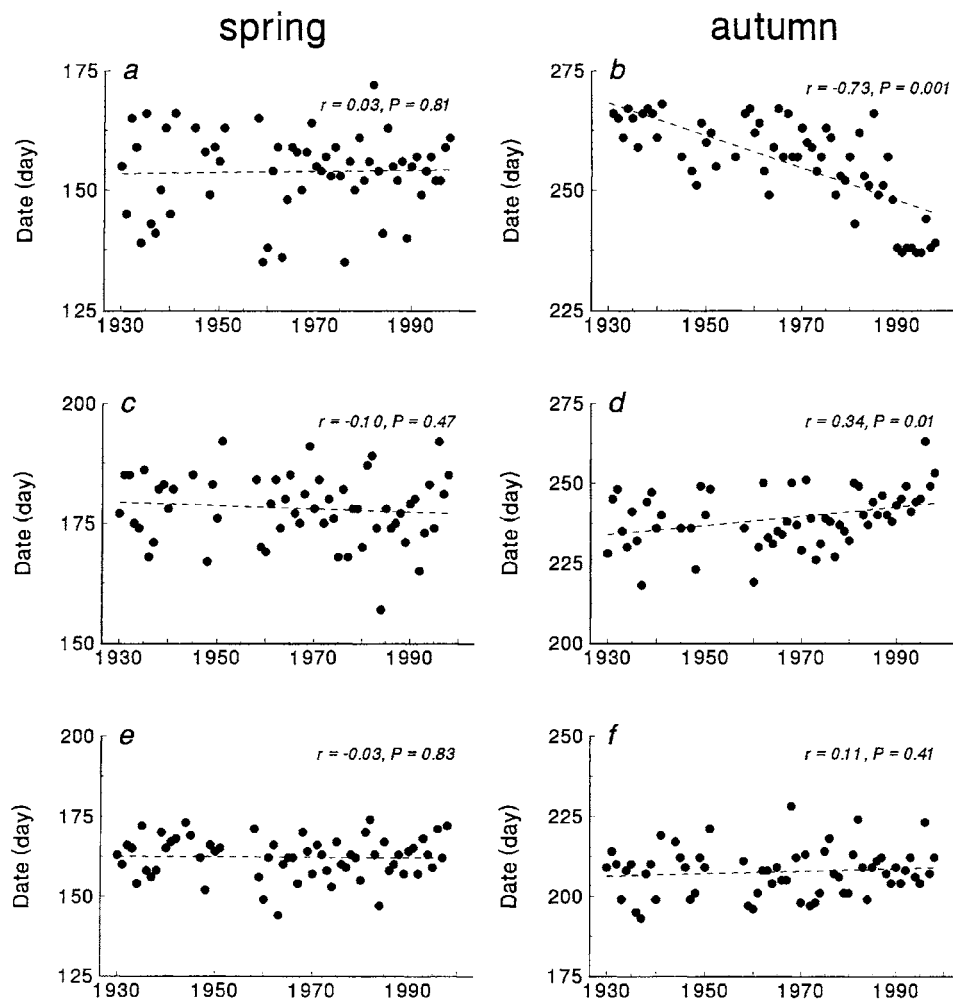 spring autumn
a b
r = 0.03, P = 0.81 r = -0.73, P = 0.001
Date (day) Date (day)
175 275
150 250
125 225
1930 1950 1970 1990 1930 1950 1970 1990
c d
r = -0.10, P = 0.47 r = 0.34, P = 0.01
Date (day) Date (day)
200 275
175 250
225
150 200
1930 1950 1970 1990 1930 1950 1970 1990
e f
r = -0.03, P = 0.83 r = 0.11, P = 0.41
Date (day) Date (day)
200 250
175 225
150 200
125 175
1930 1950 1970 1990 1930 1950 1970 1990